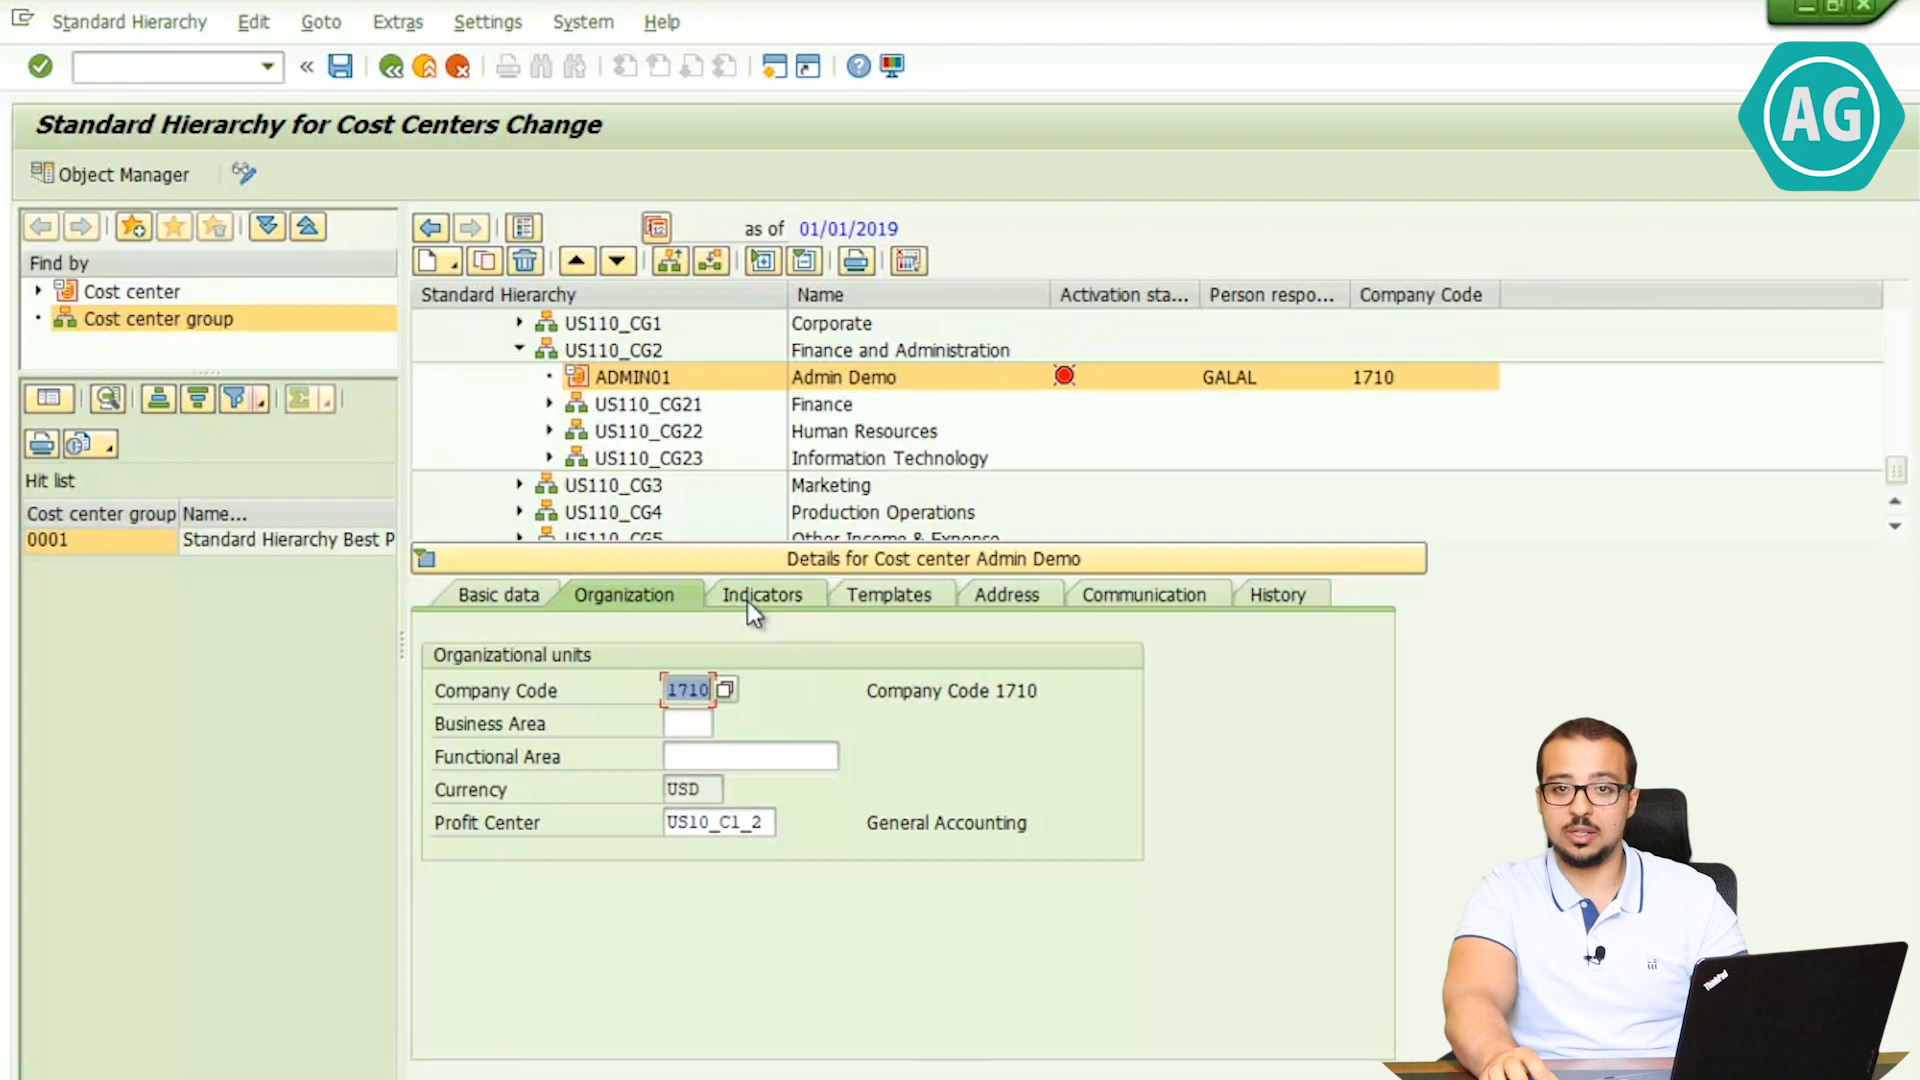 Standard Hierarchy Edit Goto Extras Settings System Help
AG
Standard Hierarchy for Cost Centers Change
Object Manager
as of 01/01/2019
Find by
Cost center
Cost center group
Standard Hierarchy Name Activation sta... Person respo... Company Code
US110_CG1 Corporate
US110_CG2 Finance and Administration
ADMIN01 Admin Demo GALAL 1710
US110_CG21 Finance
US110_CG22 Human Resources
US110_CG23 Information Technology
US110_CG3 Marketing
US110_CG4 Production Operations
US110_CG5 Other Income & Expense
Hit list
Cost center group Name...
0001 Standard Hierarchy Best P
Details for Cost center Admin Demo
Basic data Organization Indicators Templates Address Communication History
Organizational units
Company Code 1710 Company Code 1710
Business Area
Functional Area
Currency USD
Profit Center US10_C1_2 General Accounting
ThinkPad